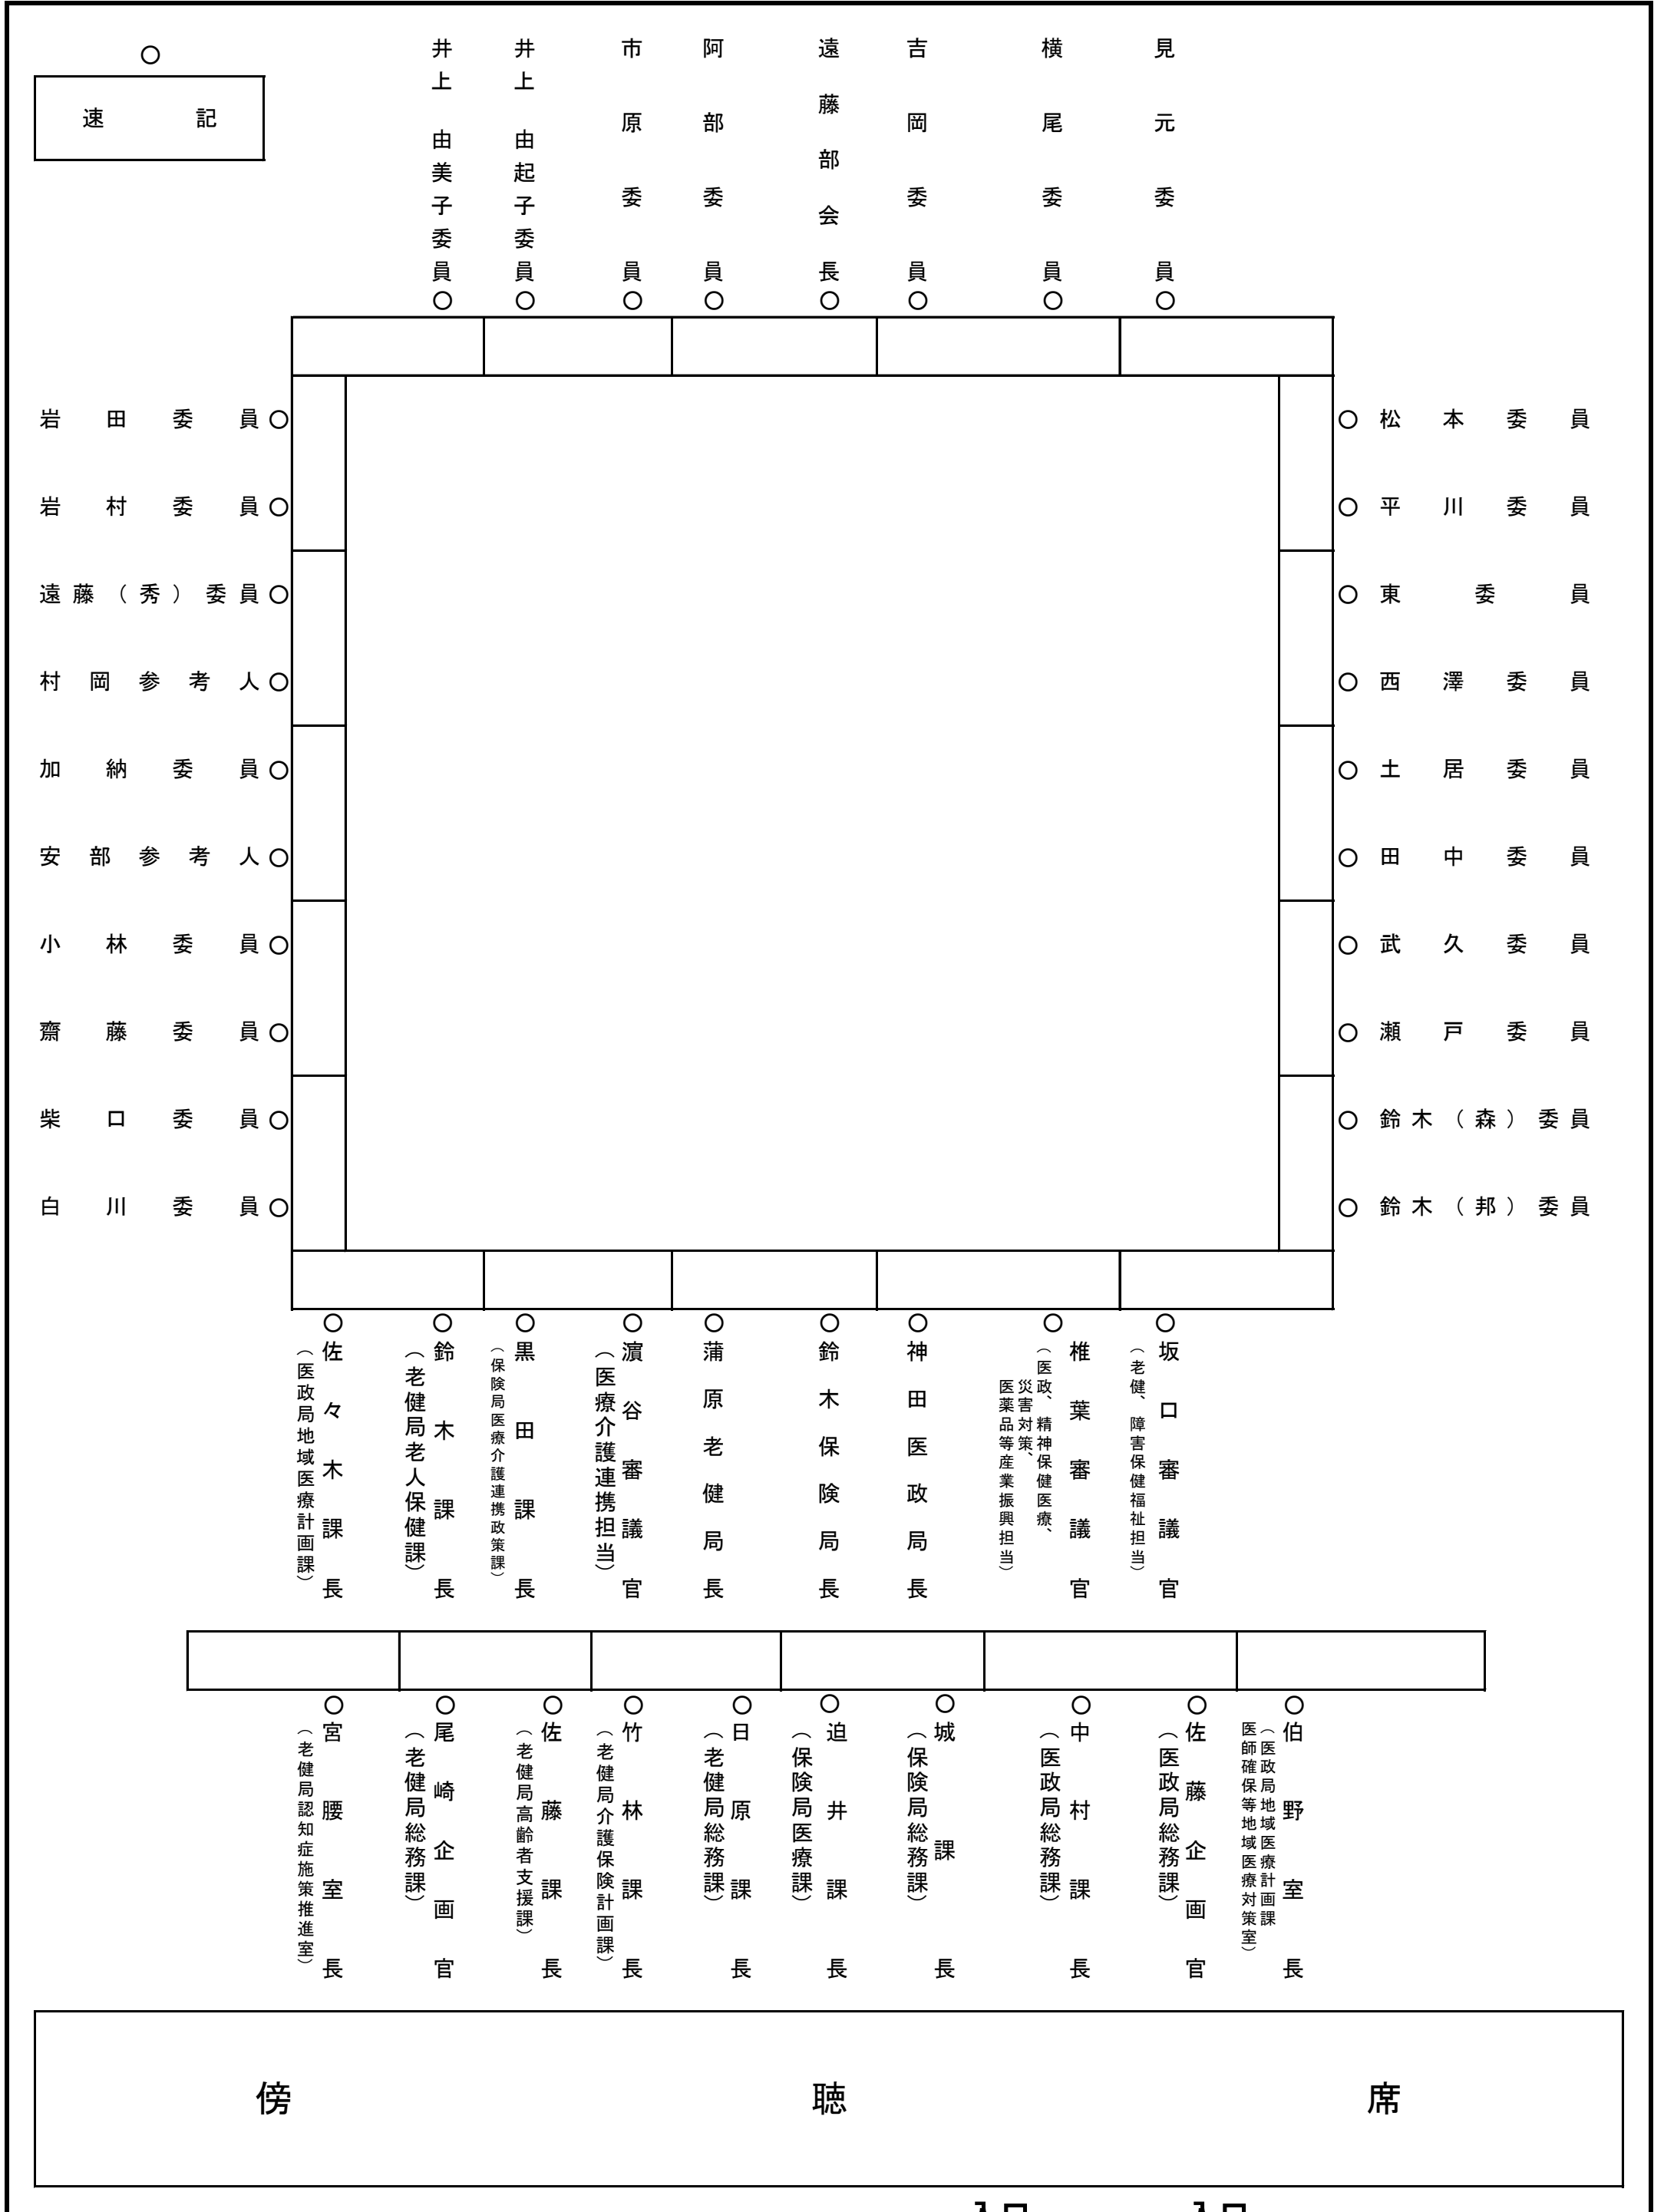 速記
井上由美子委員
井上由起子委員
市原委員
阿部委員
遠藤部会長
吉岡委員
横尾委員
見元委員
岩田委員
岩村委員
遠藤（秀）委員
村岡参考人
加納委員
安部参考人
小林委員
齋藤委員
柴口委員
白川委員
松本委員
平川委員
東委員
西澤委員
土居委員
田中委員
武久委員
瀬戸委員
鈴木（森）委員
鈴木（邦）委員
佐々木課長
（医政局地域医療計画課）
鈴木課長
（老健局老人保健課）
黒田課長
（保険局医療介護連携政策課）
濵谷審議官
（医療介護連携担当）
蒲原老健局長
鈴木保険局長
神田医政局長
椎葉審議官
（医政、精神保健医療、
災害対策、
医薬品等産業振興担当）
坂口審議官
（老健、障害保健福祉担当）
宮腰室長
（老健局認知症施策推進室）
尾崎企画官
（老健局総務課）
佐藤課長
（老健局高齢者支援課）
竹林課長
（老健局介護保険計画課）
日原課長
（老健局総務課）
迫井課長
（保険局医療課）
城課長
（保険局総務課）
中村課長
（医政局総務課）
佐藤企画官
（医政局総務課）
伯野室長
（医政局地域医療計画課
医師確保等地域医療対策室）
傍聴席